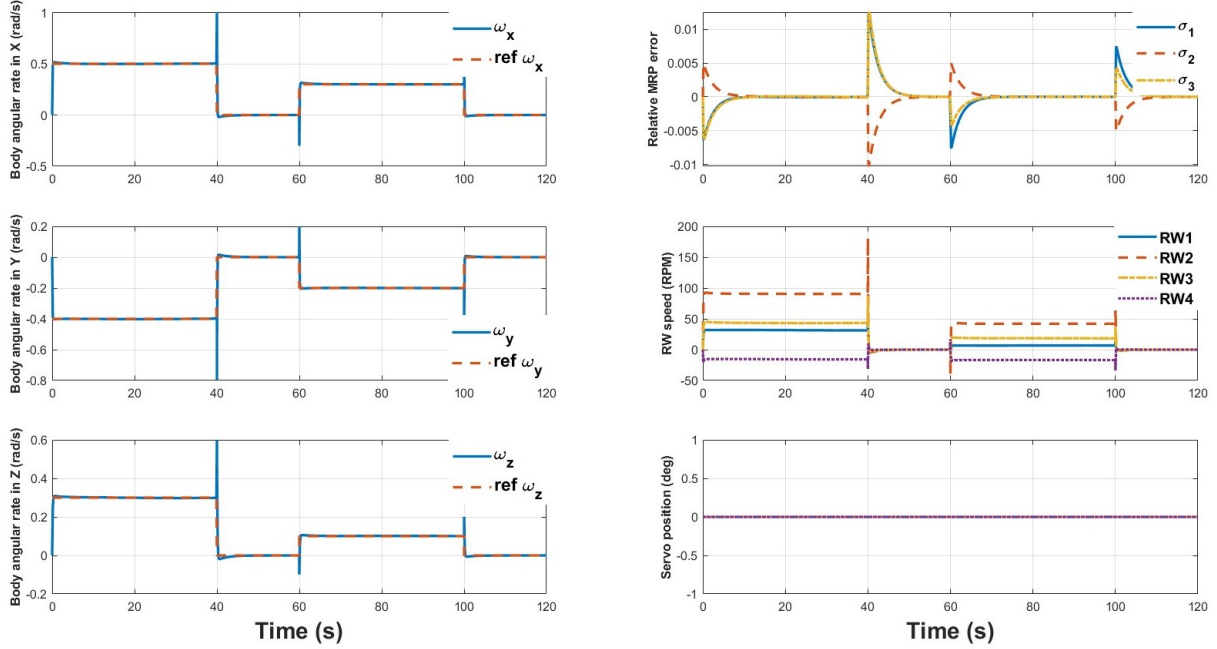 Body angular rate in X (rad/s)
1
0.5
0
-0.5
0 20 40 60 80 100 120
ω_x
ref ω_x
Body angular rate in Y (rad/s)
0.2
0
-0.2
-0.4
-0.6
-0.8
0 20 40 60 80 100 120
ω_y
ref ω_y
Body angular rate in Z (rad/s)
0.6
0.4
0.2
0
-0.2
0 20 40 60 80 100 120
ω_z
ref ω_z
Time (s)
Relative MRP error
0.01
0.005
0
-0.005
-0.01
0 20 40 60 80 100 120
σ_1
σ_2
σ_3
RW speed (RPM)
200
150
100
50
0
-50
0 20 40 60 80 100 120
RW1
RW2
RW3
RW4
Servo position (deg)
1
0.5
0
-0.5
-1
0 20 40 60 80 100 120
Time (s)